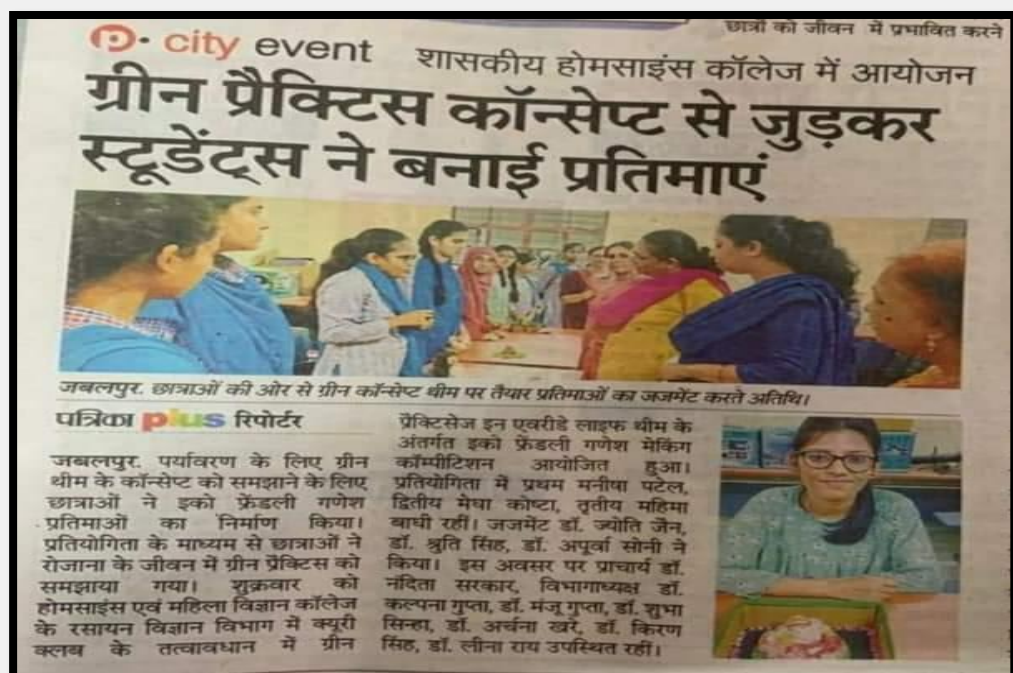 छात्रों को जीवन में प्रभावित करने
city event
शासकीय होमसाइंस कॉलेज में आयोजन
ग्रीन प्रैक्टिस कॉन्सेप्ट से जुड़कर
स्टूडेंट्स ने बनाई प्रतिमाएं
जबलपुर. छात्राओं की ओर से ग्रीन कॉन्सेप्ट थीम पर तैयार प्रतिमाओं का जजमेंट करते अतिथि।
पत्रिका plus रिपोर्टर
जबलपुर. पर्यावरण के लिए ग्रीन
थीम के कॉन्सेप्ट को समझाने के लिए
छात्राओं ने इको फ्रेंडली गणेश
प्रतिमाओं का निर्माण किया।
प्रतियोगिता के माध्यम से छात्राओं ने
रोजाना के जीवन में ग्रीन प्रैक्टिस को
समझाया गया। शुक्रवार को
होमसाइंस एवं महिला विज्ञान कॉलेज
के रसायन विज्ञान विभाग में क्यूरी
क्लब के तत्वावधान में ग्रीन
प्रैक्टिसेज इन एवरीडे लाइफ थीम के
अंतर्गत इको फ्रेंडली गणेश मेकिंग
कॉम्पीटिशन आयोजित हुआ।
प्रतियोगिता में प्रथम मनीषा पटेल,
द्वितीय मेघा कोष्टा, तृतीय महिमा
बाधी रहीं। जजमेंट डॉ. ज्योति जैन,
डॉ. श्रुति सिंह, डॉ. अपूर्वा सोनी ने
किया। इस अवसर पर प्राचार्य डॉ.
नंदिता सरकार, विभागाध्यक्ष डॉ.
कल्पना गुप्ता, डॉ. मंजू गुप्ता, डॉ. शुभा
सिन्हा, डॉ. अर्चना खरे, डॉ. किरण
सिंह, डॉ. लीना राय उपस्थित रहीं।